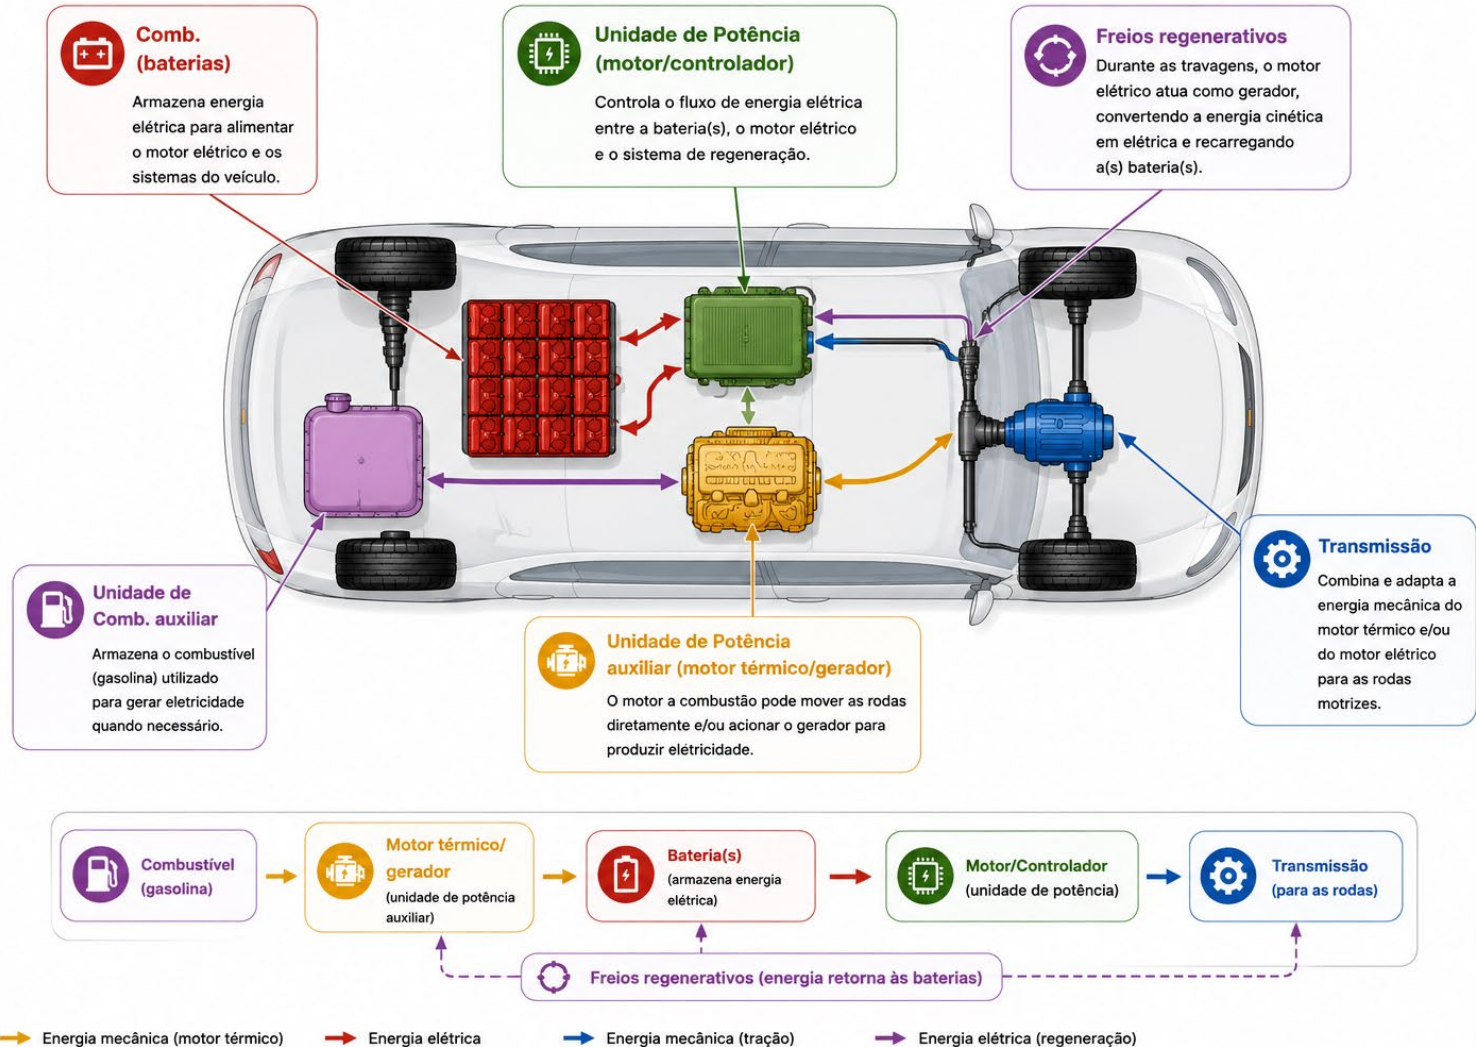 Comb.
(baterias)
Armazena energia
elétrica para alimentar
o motor elétrico e os
sistemas do veículo.
Unidade de Potência
(motor/controlador)
Controla o fluxo de energia elétrica
entre a bateria(s), o motor elétrico
e o sistema de regeneração.
Freios regenerativos
Durante as travagens, o motor
elétrico atua como gerador,
convertendo a energia cinética
em elétrica e recarregando
a(s) bateria(s).
Unidade de
Comb. auxiliar
Armazena o combustível
(gasolina) utilizado
para gerar eletricidade
quando necessário.
Unidade de Potência
auxiliar (motor térmico/gerador)
O motor a combustão pode mover as rodas
diretamente e/ou acionar o gerador para
produzir elétricidade.
Transmissão
Combina e adapta a
energia mecânica do
motor térmico e/ou
do motor elétrico
para as rodas
motrizes.
Combustível
(gasolina)
Motor térmico/
gerador
(unidade de potência
auxiliar)
Bateria(s)
(armazena energia
elétrica)
Motor/Controlador
(unidade de potência)
Transmissão
(para as rodas)
Freios regenerativos (energia retorna às baterias)
Energia mecânica (motor térmico)
Energia elétrica
Energia mecânica (tração)
Energia elétrica (regeneração)